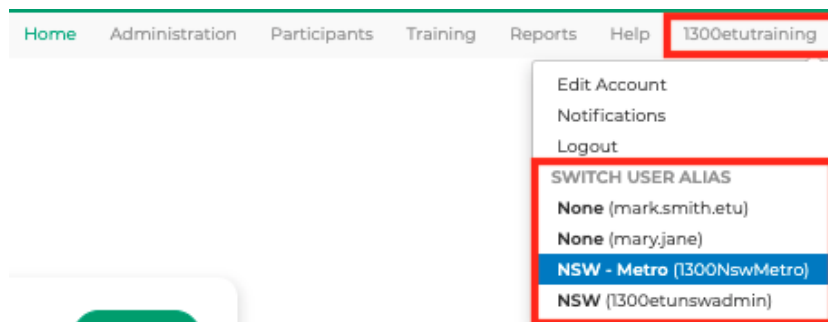 Home Administration Participants Training Reports Help 1300etutraining
Edit Account
Notifications
Logout
SWITCH USER ALIAS
None (mark.smith.etu)
None (mary.jane)
NSW - Metro (1300NswMetro)
NSW (1300etunswadmin)